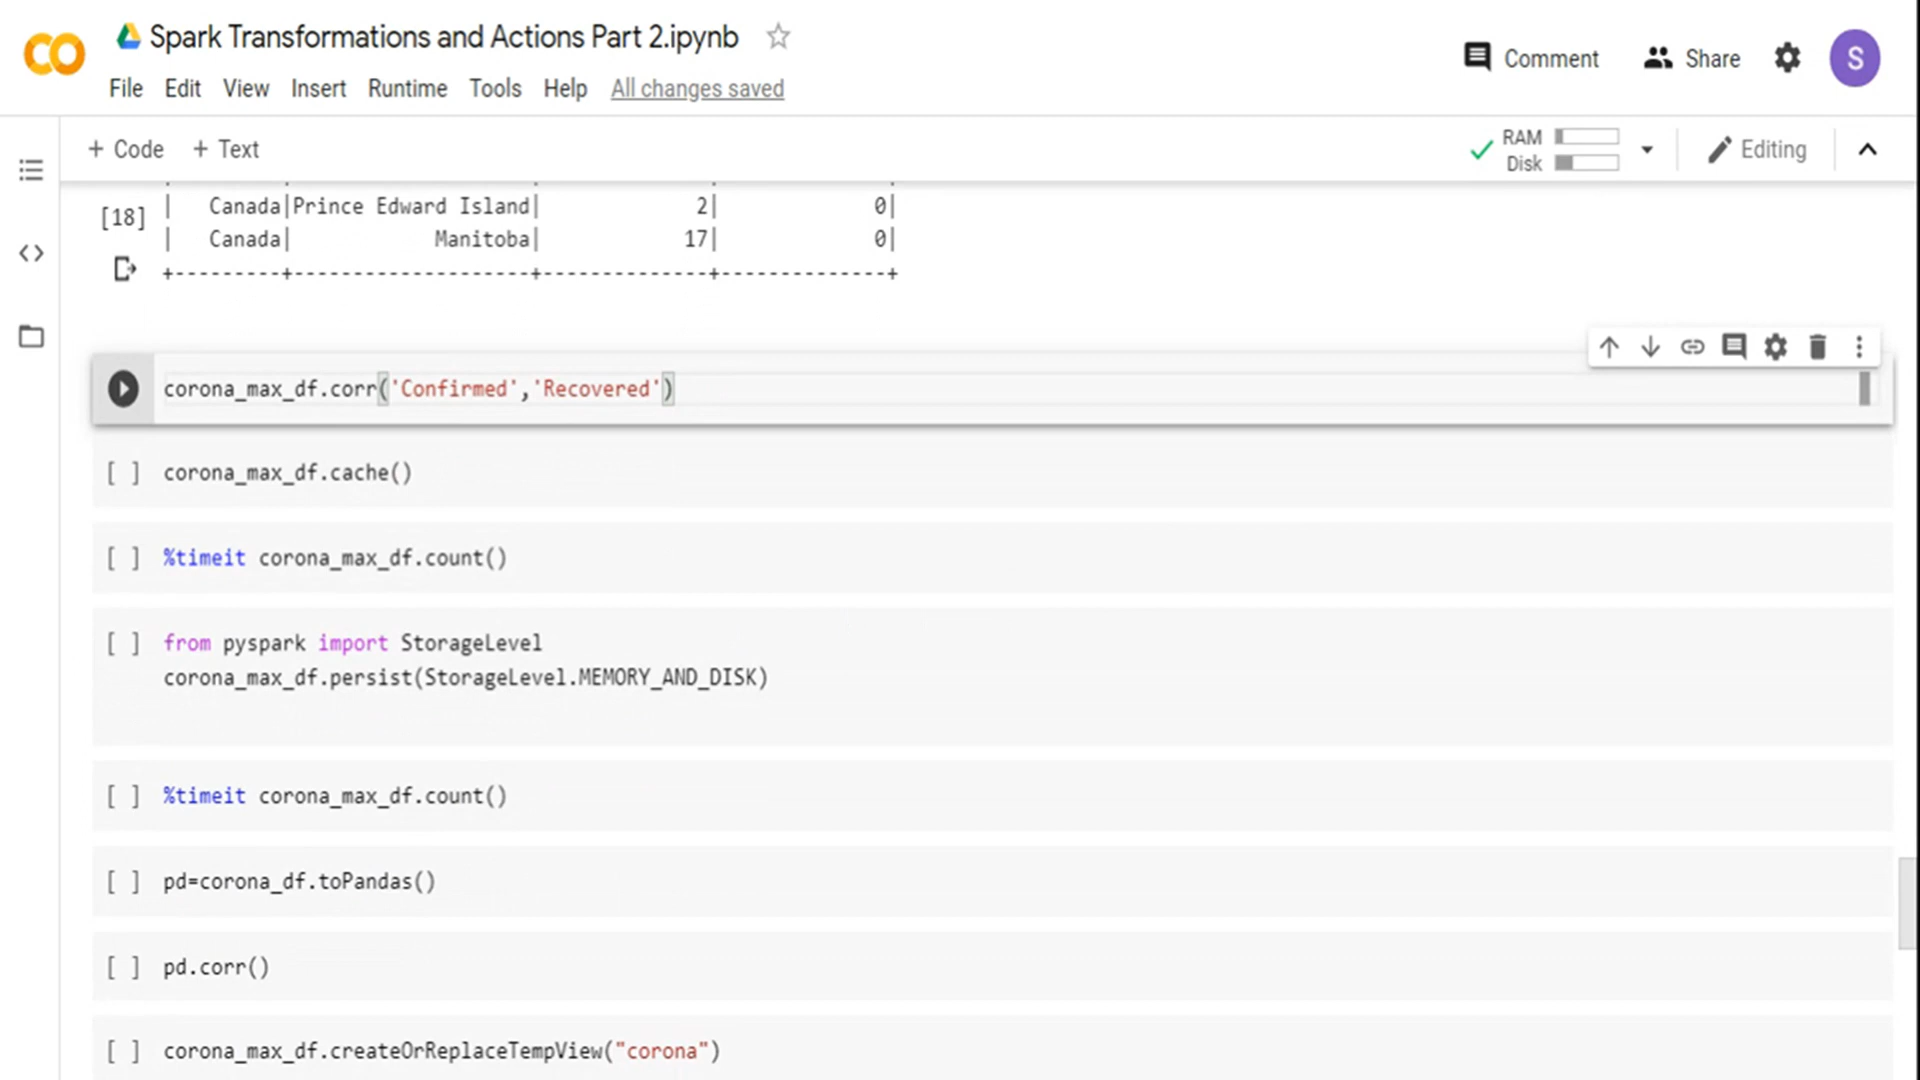 Spark Transformations and Actions Part 2.ipynb
Comment Share S
File Edit View Insert Runtime Tools Help All changes saved
+ Code + Text
RAM
Disk
Editing
[18] | Canada|Prince Edward Island| 2| 0|
| Canada| Manitoba| 17| 0|
+---------+--------------------+--------------+-------------+
corona_max_df.corr('Confirmed','Recovered')
[ ] corona_max_df.cache()
[ ] %timeit corona_max_df.count()
[ ] from pyspark import StorageLevel
corona_max_df.persist(StorageLevel.MEMORY_AND_DISK)
[ ] %timeit corona_max_df.count()
[ ] pd=corona_df.toPandas()
[ ] pd.corr()
[ ] corona_max_df.createOrReplaceTempView("corona")